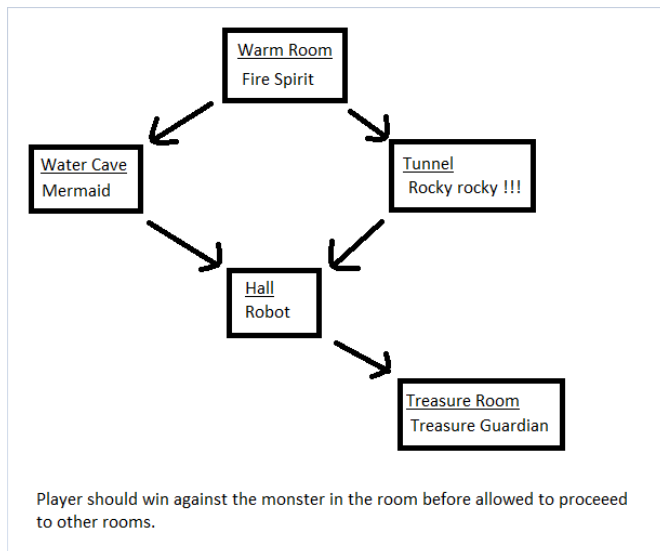 Warm Room
Fire Spirit
Water Cave
Mermaid
Tunnel
Rocky rocky !!!
Hall
Robot
Treasure Room
Treasure Guardian
Player should win against the monster in the room before allowed to proceeed
to other rooms.